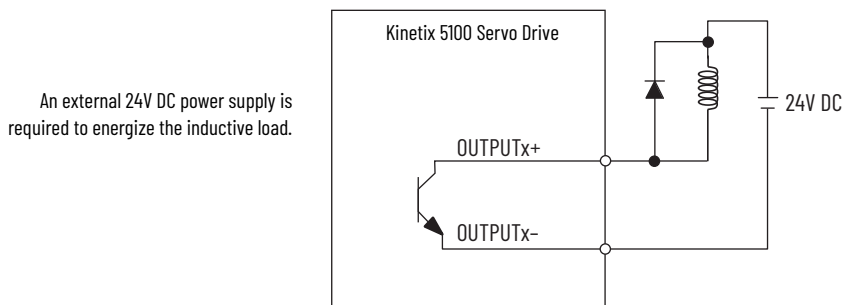 Kinetix 5100 Servo Drive
An external 24V DC power supply is
required to energize the inductive load.
24V DC
OUTPUTx+
OUTPUTx–